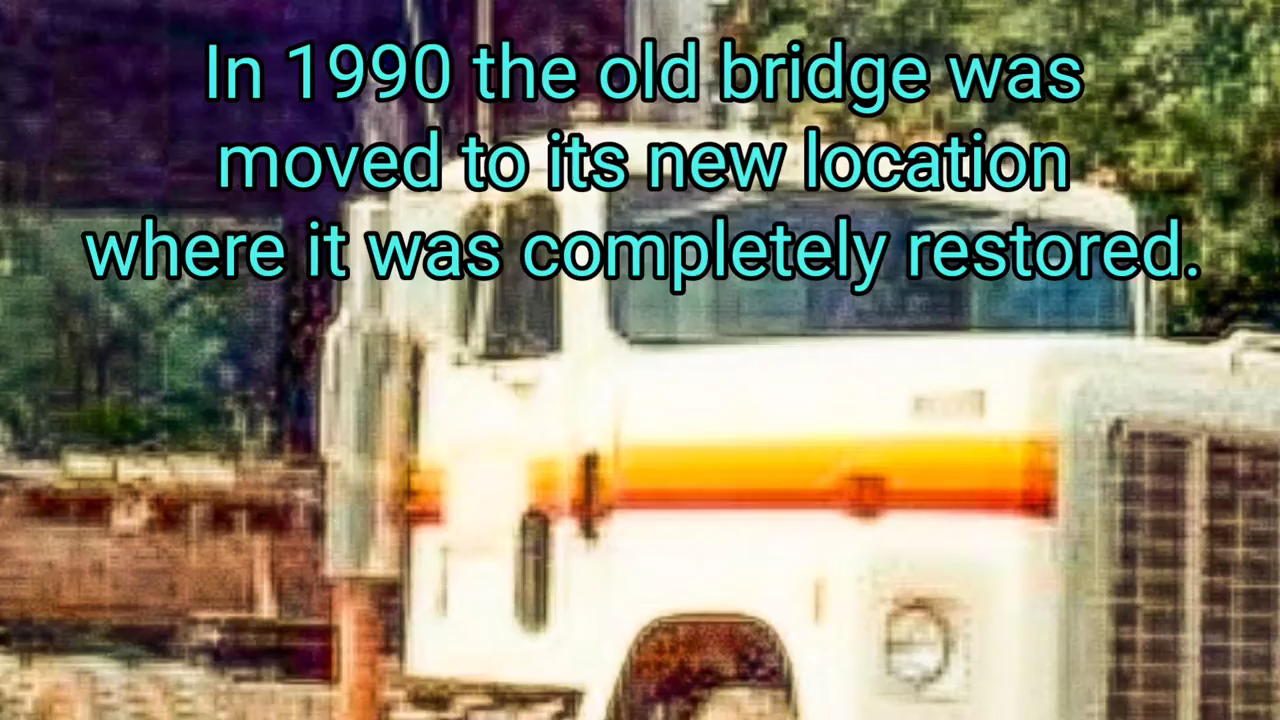 In 1990 the old bridge was
moved to its new location
where it was completely restored.